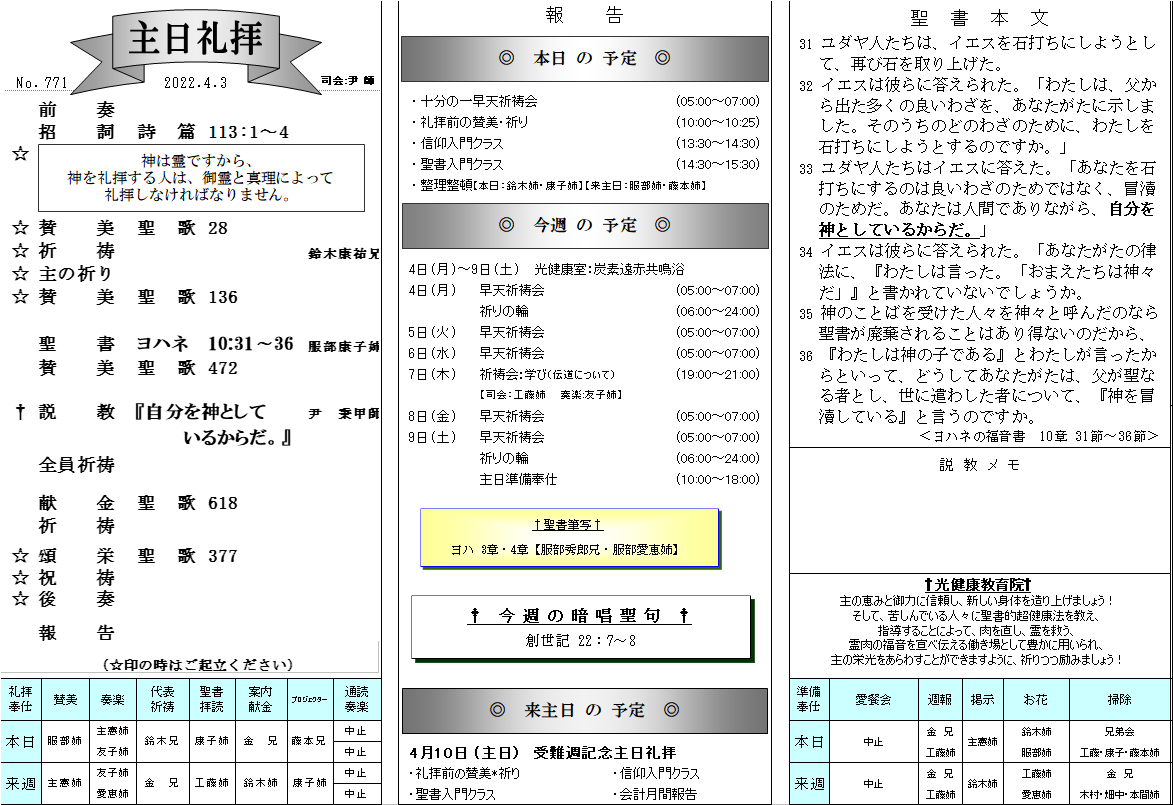 主日礼拝
No.771 2022.4.3 司会:尹 師
前 奏
招 詞 詩 篇 113:1～4
☆
神は霊ですから、
神を礼拝する人は、御霊と真理によって
礼拝しなければなりません。
☆ 賛 美 聖 歌 28
☆ 祈 祷 鈴木康祐兄
☆ 主の祈り
☆ 賛 美 聖 歌 136
聖 書 ヨハネ 10:31～36 服部康子姉
賛 美 聖 歌 472
† 説 教 『自分を神として 尹 秉甲師
いるからだ。』
全員祈祷
献 金 聖 歌 618
祈 祷
☆ 頌 栄 聖 歌 377
☆ 祝 祷
☆ 後 奏
報 告
(☆印の時はご起立ください)
礼拝奉仕 賛美 奏楽 代表祈祷 聖書拝読 案内献金 プロジェクター 通読奏楽
本日 服部姉 主憲姉 友子姉 鈴木兄 康子姉 金 兄 藤本兄 中止 中止
来週 主憲姉 友子姉 愛恵姉 金 兄 工藤姉 鈴木姉 康子姉 中止 中止
報 告
◎ 本日 の 予定 ◎
・十分の一早天祈祷会 (05:00～07:00)
・礼拝前の賛美・祈り (10:00～10:25)
・信仰入門クラス (13:30～14:30)
・聖書入門クラス (14:30～15:30)
・整理整頓【本日:鈴木姉・康子姉】【来主日:服部姉・藤本姉】
◎ 今週 の 予定 ◎
4日(月)～9日(土) 光健康室:炭素遠赤共鳴浴
4日(月) 早天祈祷会 (05:00～07:00)
祈りの輪 (06:00～24:00)
5日(火) 早天祈祷会 (05:00～07:00)
6日(水) 早天祈祷会 (05:00～07:00)
7日(木) 祈祷会:学び(伝道について) (19:00～21:00)
【司会:工藤姉 奏楽:友子姉】
8日(金) 早天祈祷会 (05:00～07:00)
9日(土) 早天祈祷会 (05:00～07:00)
祈りの輪 (06:00～24:00)
主日準備奉仕 (10:00～18:00)
†聖書筆写†
ヨハ 3章・4章【服部秀郎兄・服部愛恵姉】
† 今週の暗唱聖句 †
創世記 22:7～8
◎ 来主日 の 予定 ◎
4月10日(主日) 受難週記念主日礼拝
・礼拝前の賛美*祈り ・信仰入門クラス
・聖書入門クラス ・会計月間報告
聖 書 本 文
31 ユダヤ人たちは、イエスを石打ちにしようとし
て、再び石を取り上げた。
32 イエスは彼らに答えられた。「わたしは、父か
ら出た多くの良いわざを、あなたがたに示しま
した。そのうちのどのわざのために、わたしを
石打ちにしようとするのですか。」
33 ユダヤ人たちはイエスに答えた。「あなたを石
打ちにするのは良いわざのためではなく、冒瀆
のためだ。あなたは人間でありながら、自分を
神としているからだ。」
34 イエスは彼らに答えられた。「あなたがたの律
法に、『わたしは言った。「おまえたちは神々
だ」』と書かれていないでしょうか。
35 神のことばを受けた人々を神々と呼んだのなら
聖書が廃棄されることはあり得ないのだから、
36 『わたしは神の子である』とわたしが言ったか
らといって、どうしてあなたがたは、父が聖な
る者とし、世に遣わした者について、『神を冒
瀆している』と言うのですか。
＜ヨハネの福音書 10章 31節～36節＞
説 教 メ モ
†光健康教育院†
主の恵みと御力に信頼し、新しい身体を造り上げましょう！
そして、苦しんでいる人々に聖書的超健康法を教え、
指導することによって、肉を直し、霊を救う、
霊肉の福音を宣べ伝える働き場として豊かに用いられ、
主の栄光をあらわすことができますように、祈りつつ励みましょう！
準備奉仕 愛餐会 週報 掲示 お花 掃除
本日 中止 金 兄 工藤姉 主憲姉 鈴木姉 服部姉 兄弟会 工藤・康子・藤本姉
来週 中止 金 兄 工藤姉 鈴木姉 工藤姉 愛恵姉 金 兄 木村・畑中・本間姉